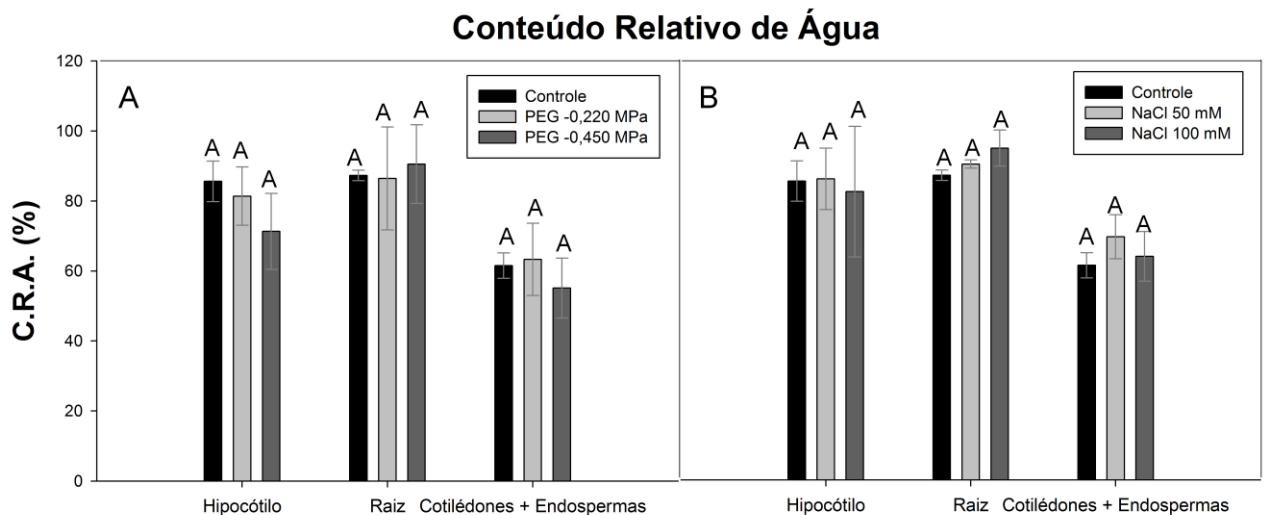 Conteúdo Relativo de Água
C.R.A. (%)
120
100
80
60
40
20
0
A
Controle
PEG -0,220 MPa
PEG -0,450 MPa
A A A
A A A
A A A
Hipocótilo Raiz Cotilédones + Endospermas
B
Controle
NaCl 50 mM
NaCl 100 mM
A A A
A A A
A A A
Hipocótilo Raiz Cotilédones + Endospermas